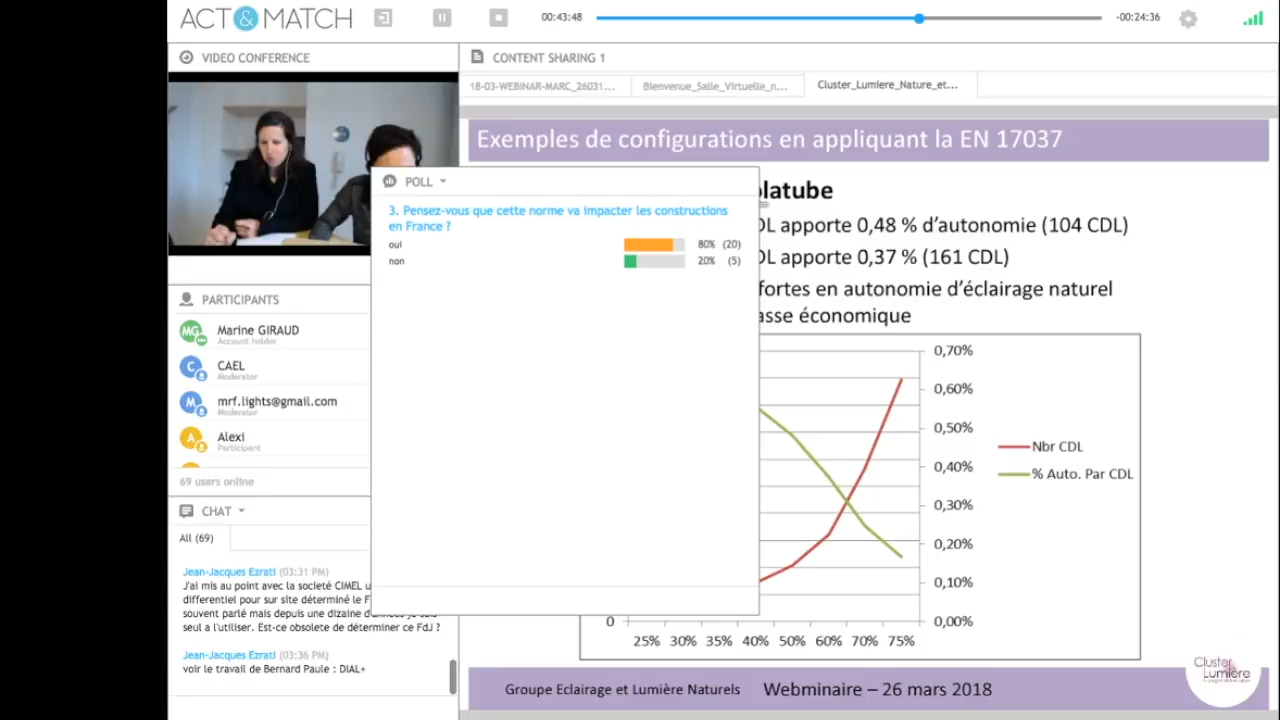 ACT & MATCH
00:43:48
-00:24:36
VIDEO CONFERENCE
CONTENT SHARING 1
18-03-WEBINAR-MARC_26031...
Bienvenue_Salle_Virtuelle_n...
Cluster_Lumiere_Nature_et...
Exemples de configurations en appliquant la EN 17037
POLL
3. Pensez-vous que cette norme va impacter les constructions
en France ?
oui 80% (20)
non 20% (5)
latube
DL apporte 0,48 % d'autonomie (104 CDL)
DL apporte 0,37 % (161 CDL)
fortes en autonomie d'éclairage naturel
asse économique
PARTICIPANTS
MG Marine GIRAUD
Account holder
C CAEL
Moderator
M mrf.lights@gmail.com
Moderator
A Alexi
Participant
69 users online
CHAT
All (69)
Jean-Jacques Ezrati (03:31 PM)
J'ai mis au point avec la societé CIMEL u
differentiel pour sur site déterminé le F
souvent parlé mais depuis une dizaine d'années je suis
seul a l'utiliser. Est-ce obsolete de déterminer ce FdJ ?
Jean-Jacques Ezrati (03:36 PM)
voir le travail de Bernard Paule : DIAL+
0,70%
0,60%
0,50%
0,40%
0,30%
0,20%
0,10%
0,00%
Nbr CDL
% Auto. Par CDL
0
25% 30% 35% 40% 50% 60% 70% 75%
Groupe Eclairage et Lumière Naturels
Webminaire – 26 mars 2018
Cluster
Lumière